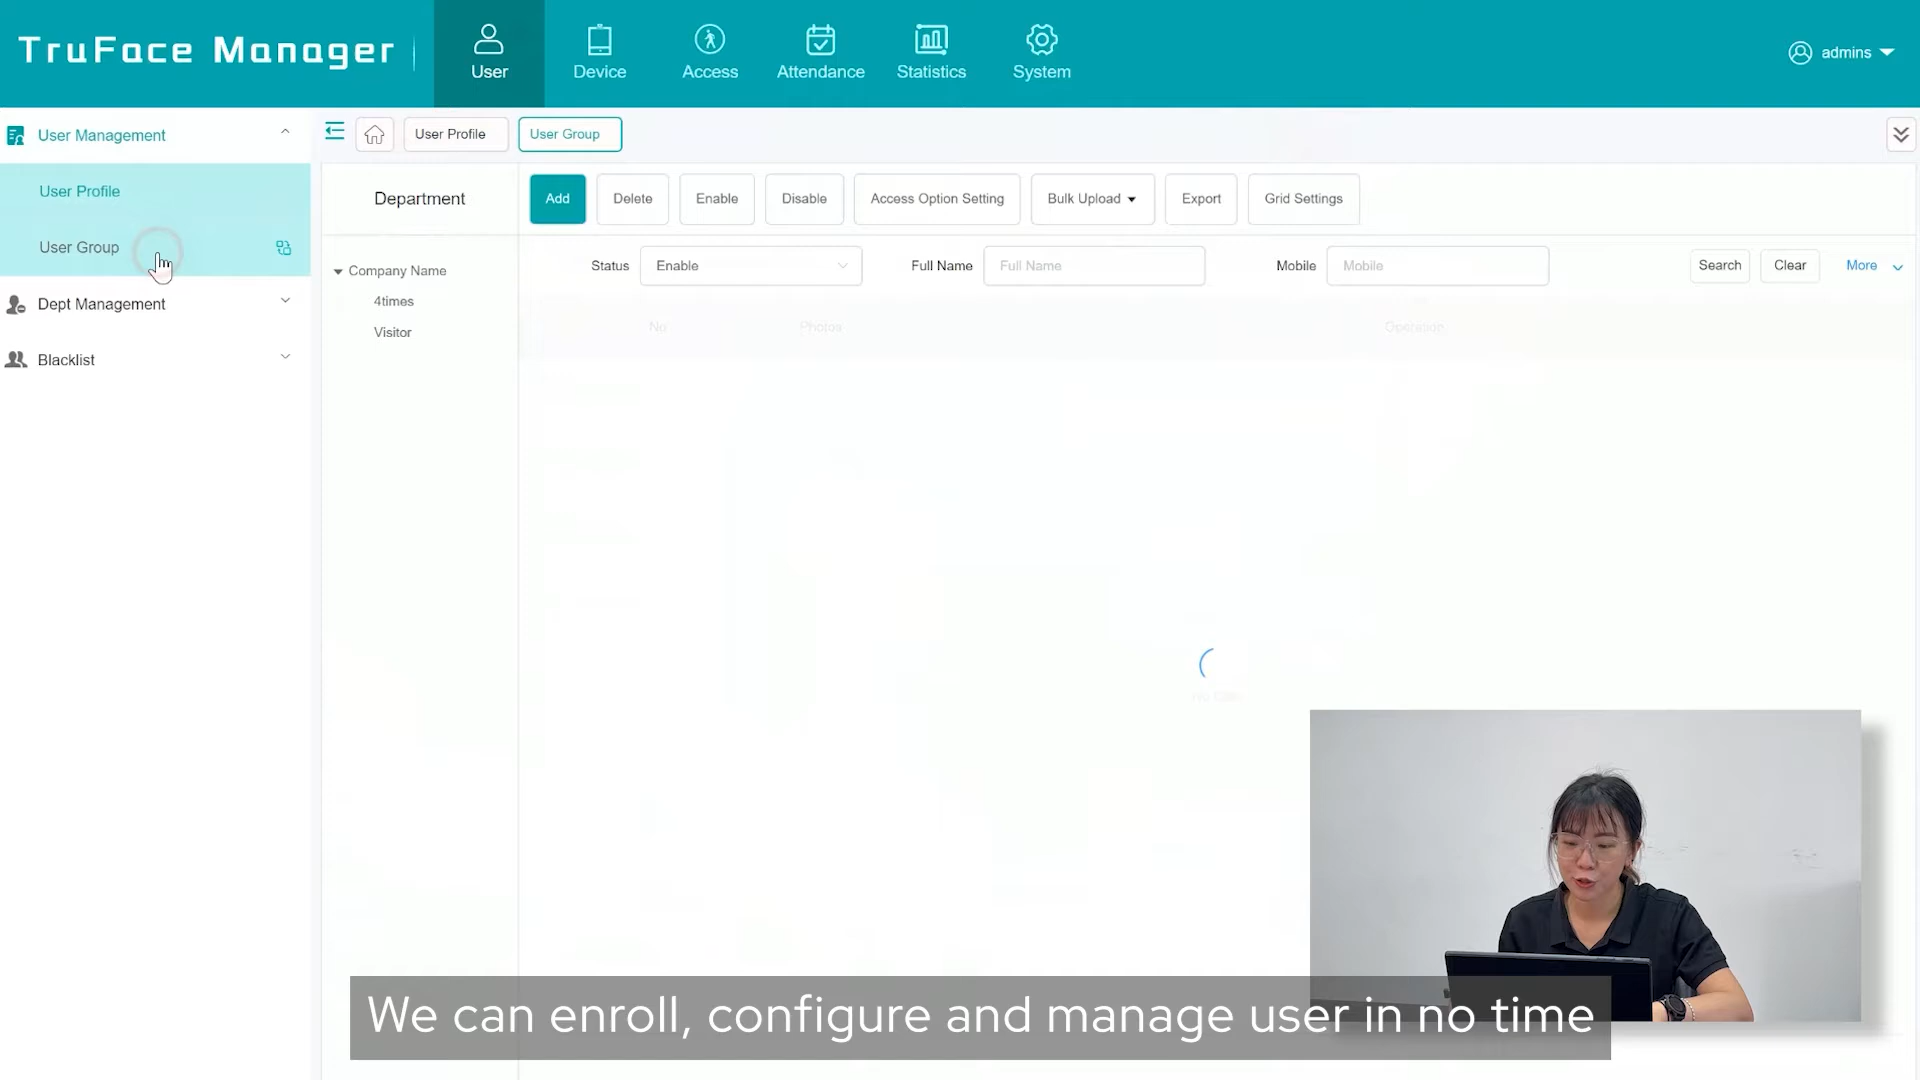 TruFace Manager
User
Device
Access
Attendance
Statistics
System
admins
User Management
User Profile
User Group
User Profile
User Group
Dept Management
Blacklist
Department
Add
Delete
Enable
Disable
Access Option Setting
Bulk Upload
Export
Grid Settings
Company Name
4times
Visitor
Status
Enable
Full Name
Full Name
Mobile
Mobile
Search
Clear
More
No
Photos
Operation
We can enroll, configure and manage user in no time